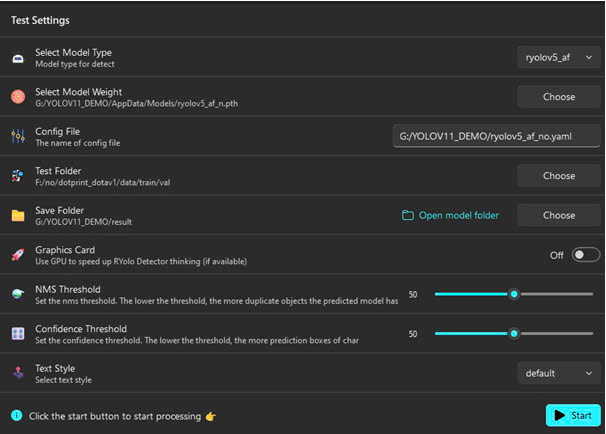 Test Settings
Select Model Type
Model type for detect
ryolov5_af
Select Model Weight
G:/YOLOV11_DEMO/AppData/Models/ryolov5_af_n.pth
Choose
Config File
The name of config file
G:/YOLOV11_DEMO/ryolov5_af_no.yaml
Test Folder
F:/no/dotprint_dotav1/data/train/val
Choose
Save Folder
G:/YOLOV11_DEMO/result
Open model folder
Choose
Graphics Card
Use GPU to speed up RYolo Detector thinking (if available)
Off
NMS Threshold
Set the nms threshold. The lower the threshold, the more duplicate objects the predicted model has
50
Confidence Threshold
Set the confidence threshold. The lower the threshold, the more prediction boxes of char
50
Text Style
Select text style
default
Click the start button to start processing 👉
Start